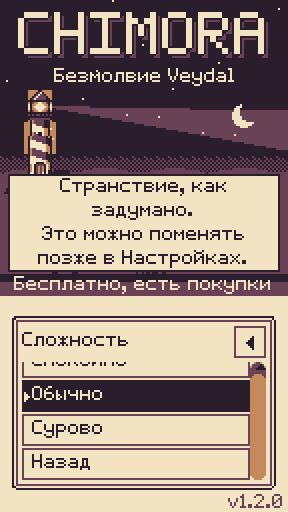 CHIMORA
Безмолвие Veydal
Странствие, как
задумано.
Это можно поменять
позже в Настройках.
Бесплатно, есть покупки
Сложность
Обычно
Сурово
Назад
v1.2.0